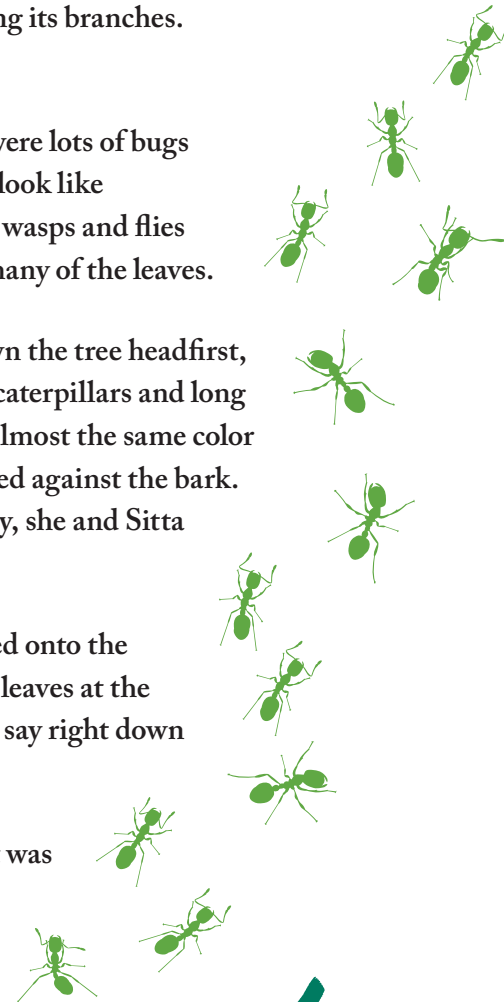 ng its branches.
were lots of bugs
look like
wasps and flies
many of the leaves.
wn the tree headfirst,
caterpillars and long
lmost the same color
ed against the bark.
y, she and Sitta
ed onto the
leaves at the
say right down
was